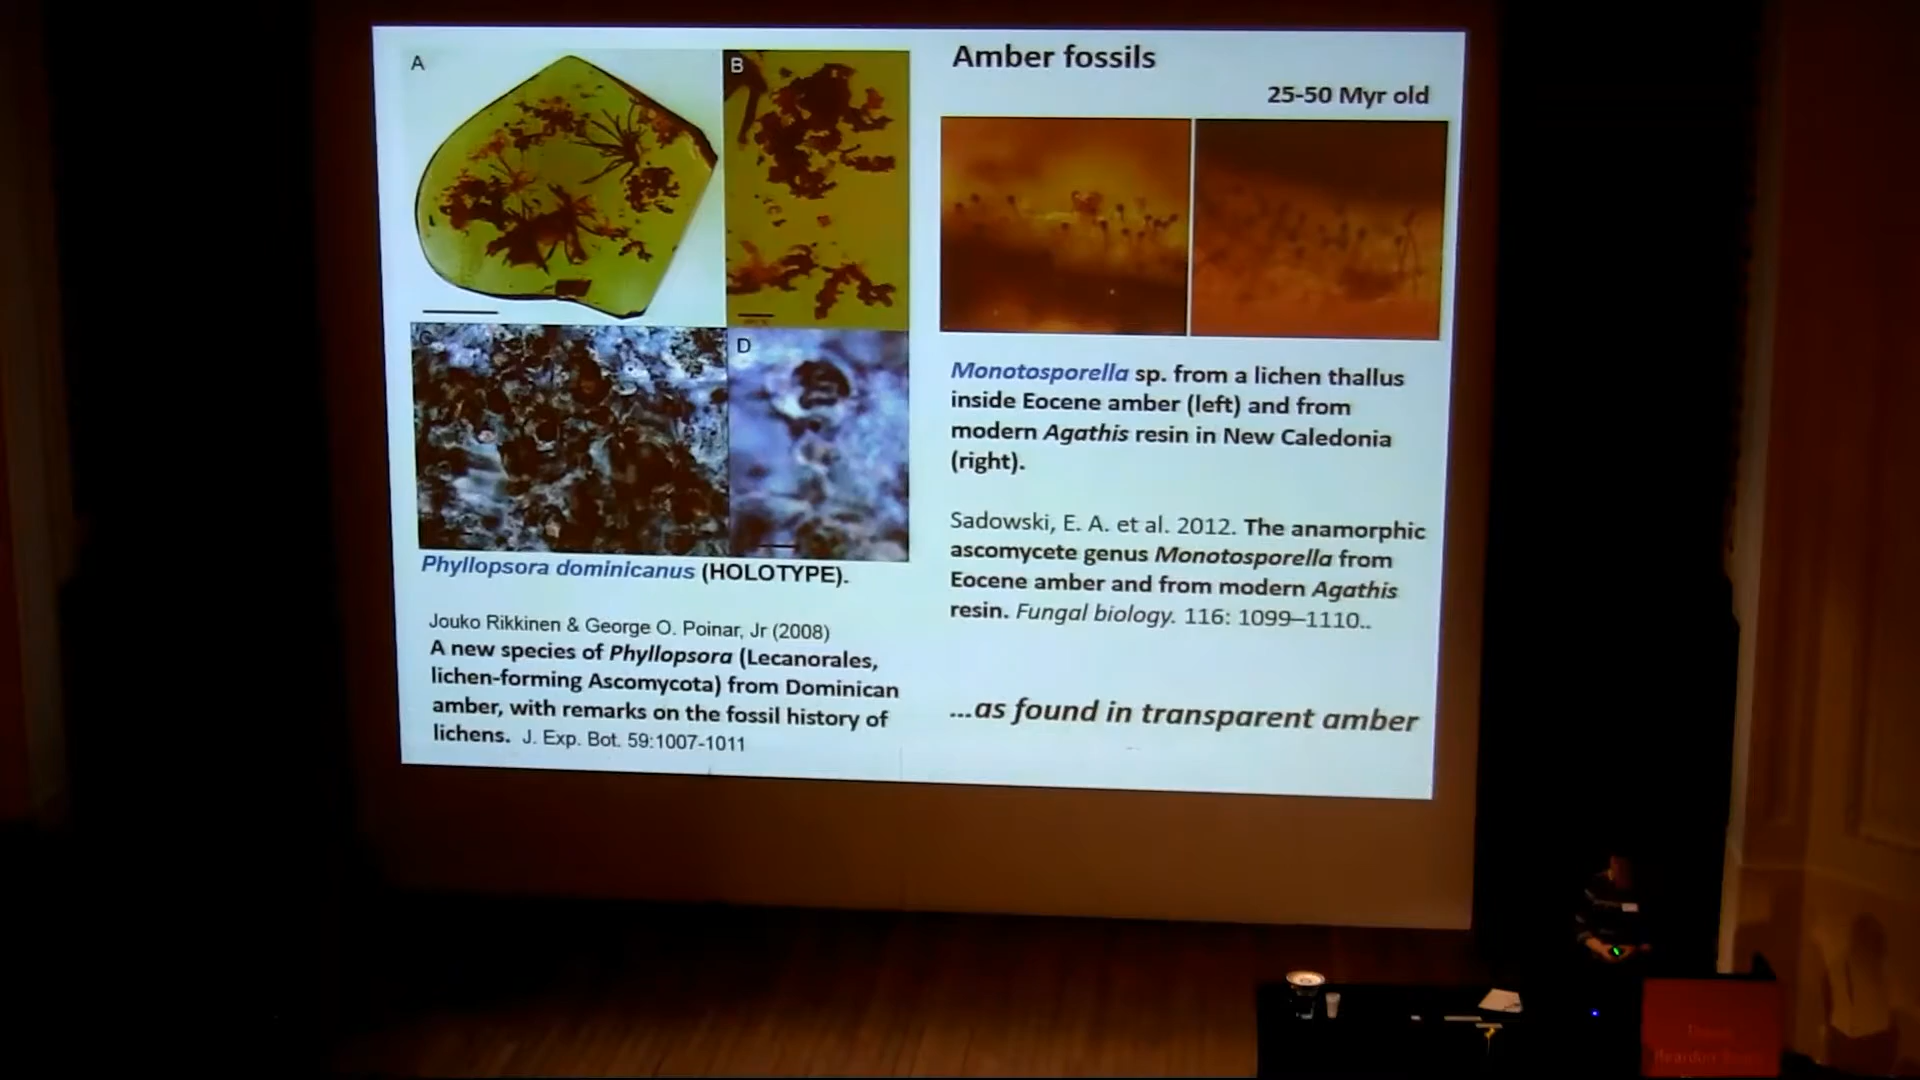 A
B
C
D
Phyllopsora dominicanus (HOLOTYPE).
Jouko Rikkinen & George O. Poinar, Jr (2008)
A new species of Phyllopsora (Lecanorales,
lichen-forming Ascomycota) from Dominican
amber, with remarks on the fossil history of
lichens. J. Exp. Bot. 59:1007-1011
Amber fossils
25-50 Myr old
Monotosporella sp. from a lichen thallus
inside Eocene amber (left) and from
modern Agathis resin in New Caledonia
(right).
Sadowski, E. A. et al. 2012. The anamorphic
ascomycete genus Monotosporella from
Eocene amber and from modern Agathis
resin. Fungal biology. 116: 1099–1110..
...as found in transparent amber